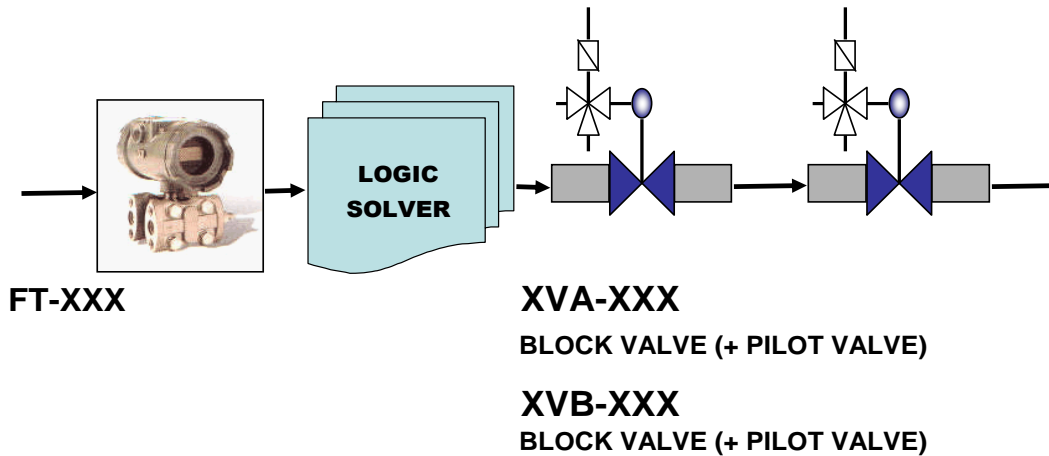 LOGIC
SOLVER
FT-XXX
XVA-XXX
BLOCK VALVE (+ PILOT VALVE)
XVB-XXX
BLOCK VALVE (+ PILOT VALVE)